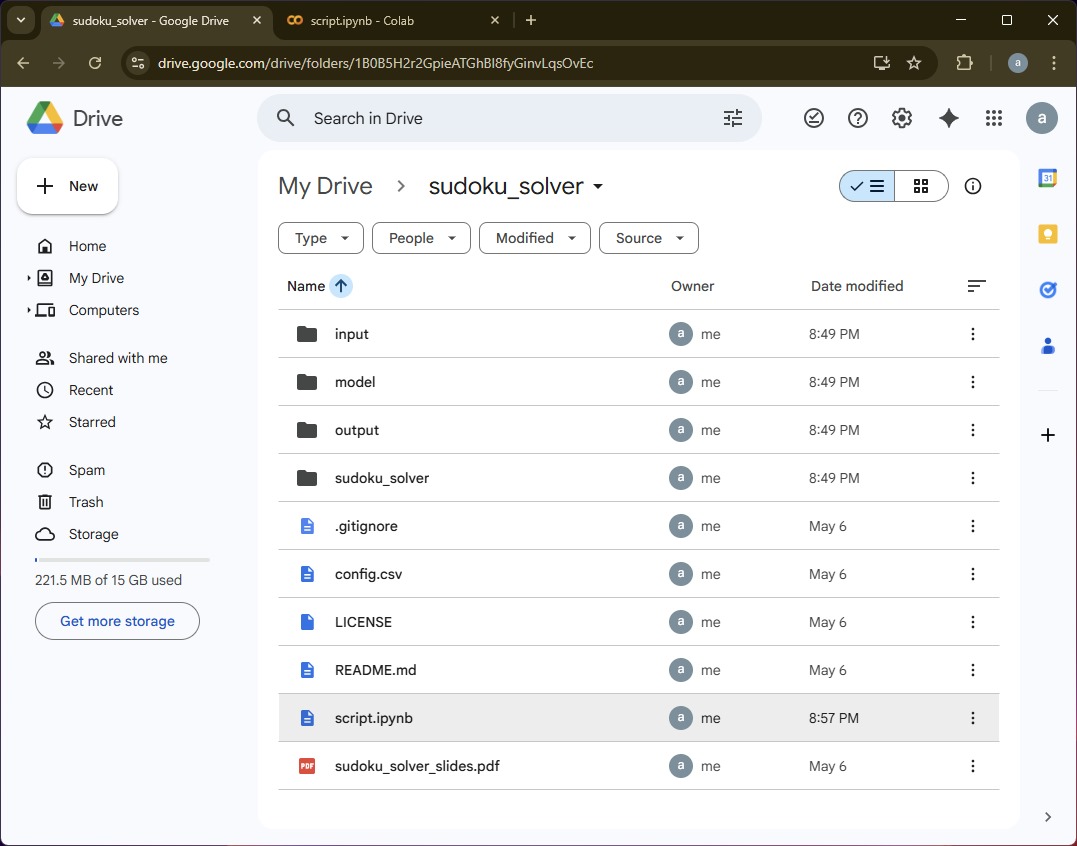 sudoku_solver - Google Drive
script.ipynb - Colab
drive.google.com/drive/folders/1B0B5H2r2GpieATGhBl8fyGinvLqsOvEc
a
Drive
Search in Drive
a
New
My Drive
sudoku_solver
31
Type
People
Modified
Source
Home
My Drive
Computers
Shared with me
Recent
Starred
Spam
Trash
Storage
221.5 MB of 15 GB used
Get more storage
Name
Owner
Date modified
input a me 8:49 PM
model a me 8:49 PM
output a me 8:49 PM
sudoku_solver a me 8:49 PM
.gitignore a me May 6
config.csv a me May 6
LICENSE a me May 6
README.md a me May 6
script.ipynb a me 8:57 PM
PDF sudoku_solver_slides.pdf a me May 6